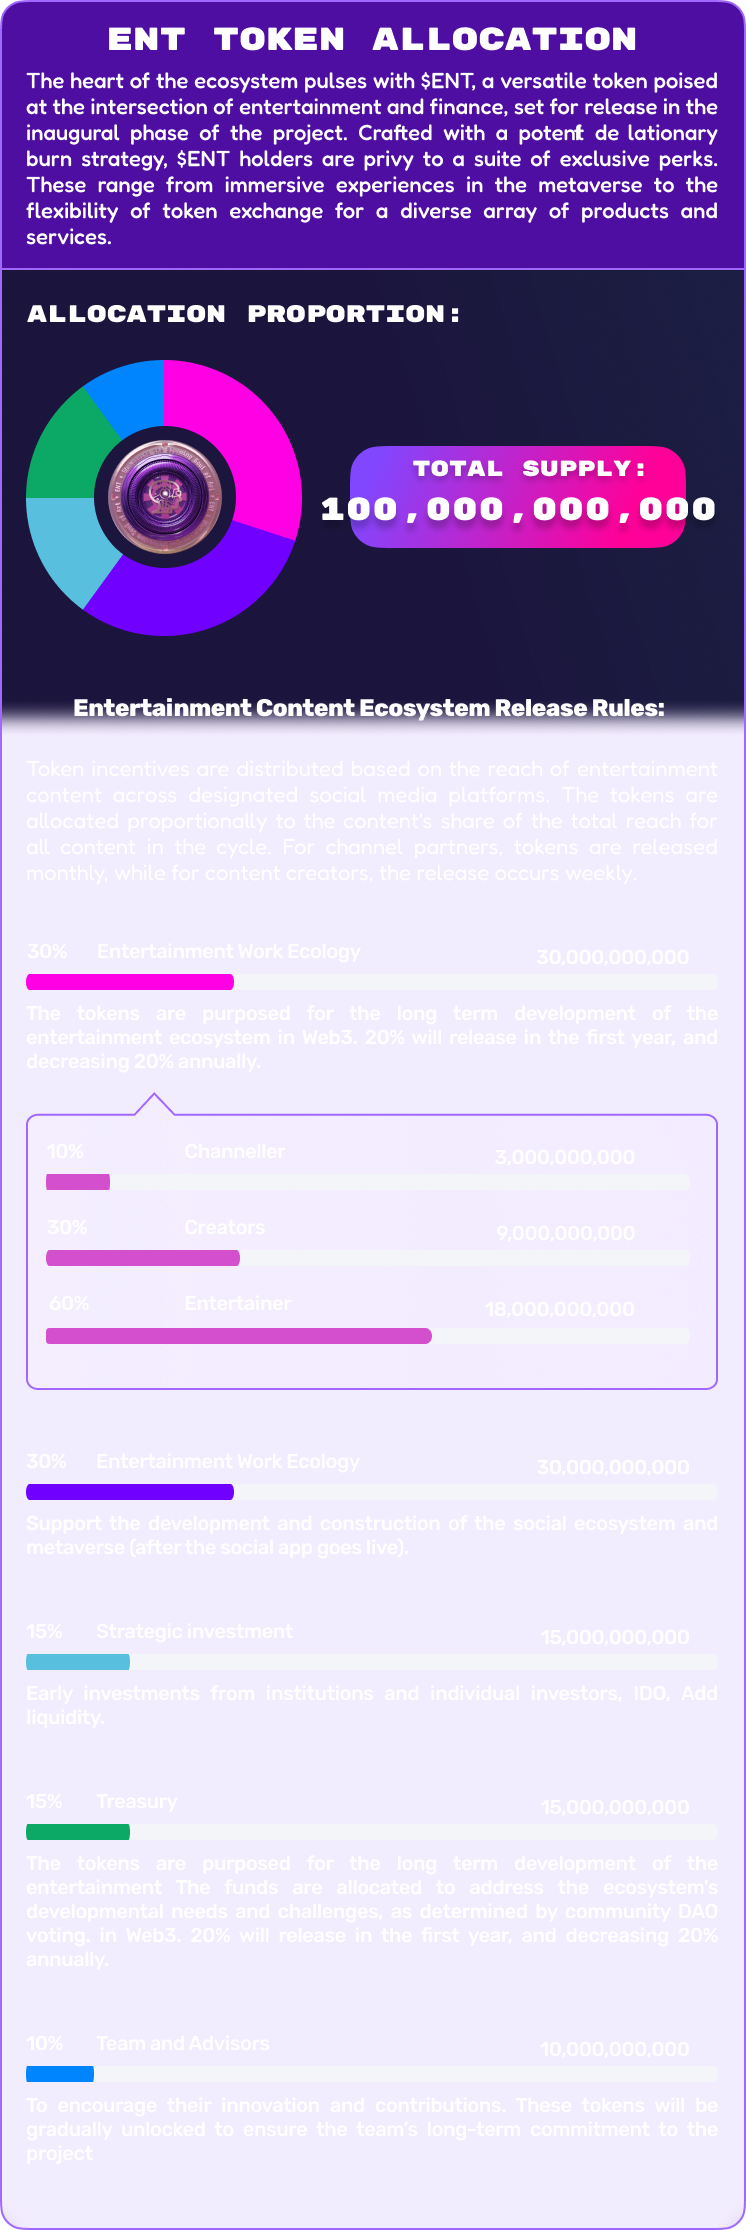 ENT TOKEN ALLOCATION
The heart of the ecosystem pulses with $ENT, a versatile token poised
at the intersection of entertainment and finance, set for release in the
inaugural phase of the project. Crafted with a potent de lationary
burn strategy, $ENT holders are privy to a suite of exclusive perks.
These range from immersive experiences in the metaverse to the
flexibility of token exchange for a diverse array of products and
services.
ALLOCATION PROPORTION:
TOTAL SUPPLY:
100,000,000,000
Entertainment Content Ecosystem Release Rules:
Token incentives are distributed based on the reach of entertainment
content across designated social media platforms. The tokens are
allocated proportionally to the content's share of the total reach for
all content in the cycle. For channel partners, tokens are released
monthly, while for content creators, the release occurs weekly.
30% Entertainment Work Ecology 30,000,000,000
The tokens are purposed for the long term development of the
entertainment ecosystem in Web3. 20% will release in the first year, and
decreasing 20% annually.
10% Channeller 3,000,000,000
30% Creators 9,000,000,000
60% Entertainer 18,000,000,000
30% Entertainment Work Ecology 30,000,000,000
Support the development and construction of the social ecosystem and
metaverse (after the social app goes live).
15% Strategic investment 15,000,000,000
Early investments from institutions and individual investors, IDO, Add
liquidity.
15% Treasury 15,000,000,000
The tokens are purposed for the long term development of the
entertainment The funds are allocated to address the ecosystem's
developmental needs and challenges, as determined by community DAO
voting. in Web3. 20% will release in the first year, and decreasing 20%
annually.
10% Team and Advisors 10,000,000,000
To encourage their innovation and contributions. These tokens will be
gradually unlocked to ensure the team's long-term commitment to the
project